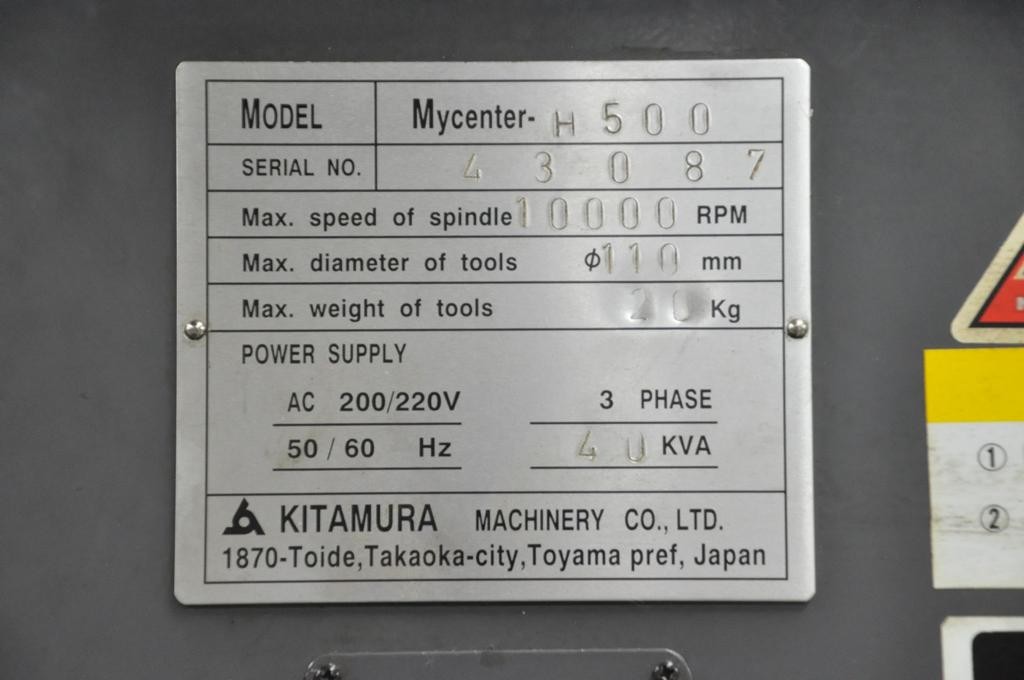 MODEL Mycenter- H500
SERIAL NO. 43087
Max. speed of spindle 10000 RPM
Max. diameter of tools φ110 mm
Max. weight of tools 20 Kg
POWER SUPPLY
AC 200/220V 3 PHASE
50/60 Hz 40 KVA
KITAMURA MACHINERY CO.,LTD.
1870-Toide,Takaoka-city,Toyama pref, Japan
①
②